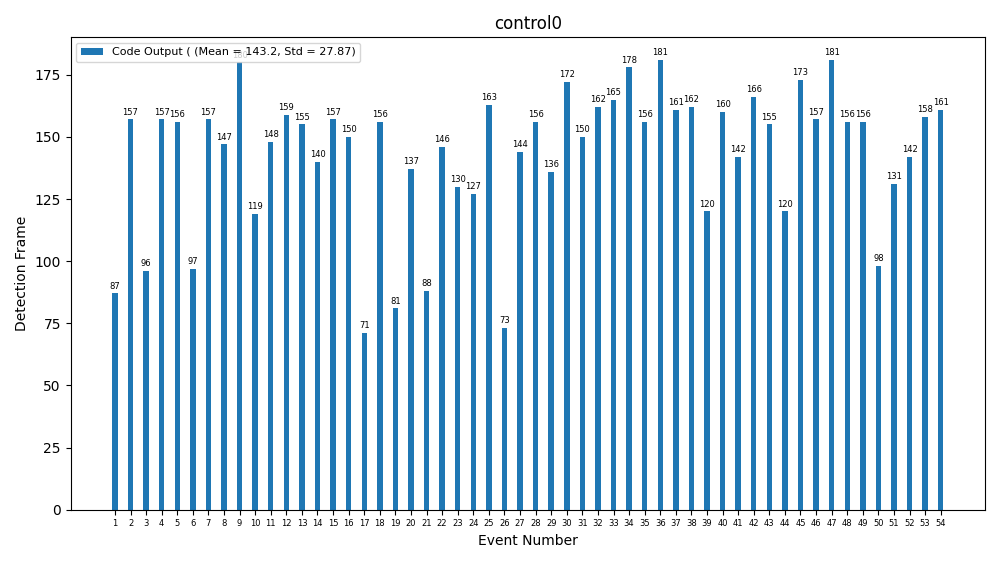 control0
Code Output ( (Mean = 143.2, Std = 27.87)
Detection Frame
175
150
125
100
75
50
25
0
87 157 96 157 156 97 157 147 180 119 148 159 155 140 157 150 71 156 81 137 88 146 130 127 163 73 144 156 136 172 150 162 165 178 156 181 161 162 120 160 142 166 155 120 173 157 181 156 156 98 131 142 158 161
1 2 3 4 5 6 7 8 9 10 11 12 13 14 15 16 17 18 19 20 21 22 23 24 25 26 27 28 29 30 31 32 33 34 35 36 37 38 39 40 41 42 43 44 45 46 47 48 49 50 51 52 53 54
Event Number